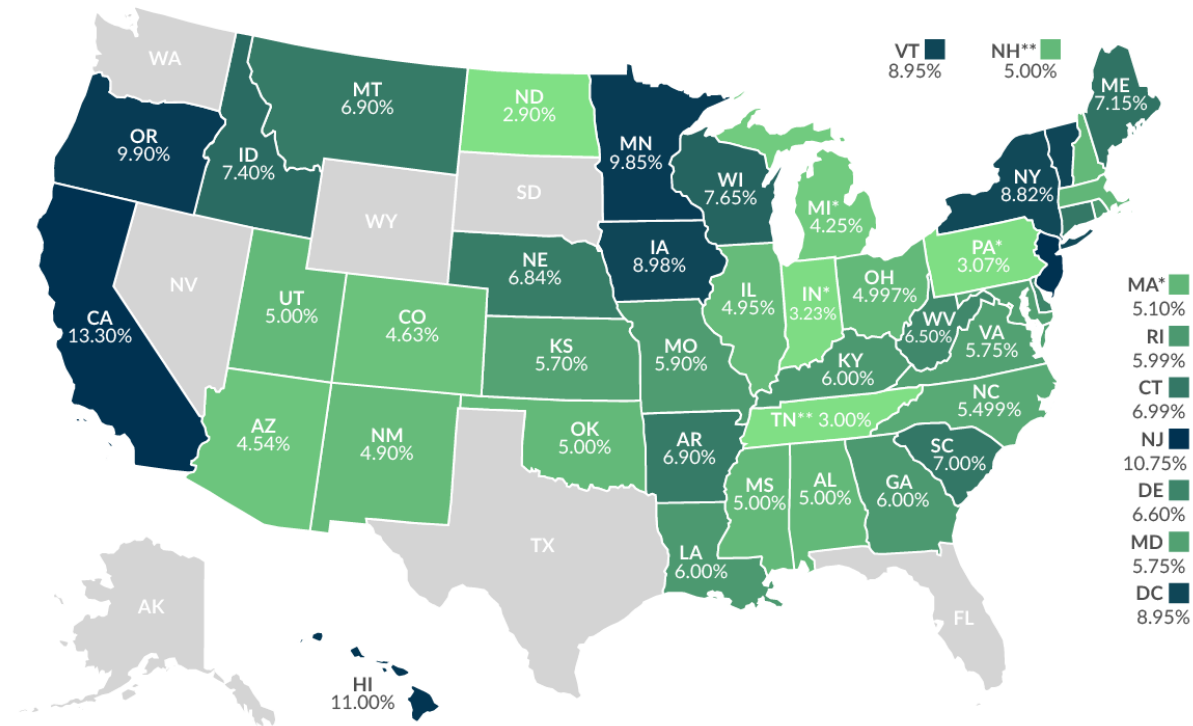 WA
MT
6.90%
ND
2.90%
OR
9.90%
ID
7.40%
MN
9.85%
WI
7.65%
SD
WY
MI*
4.25%
NY
8.82%
VT
8.95%
NH**
5.00%
ME
7.15%
NV
CA
13.30%
UT
5.00%
CO
4.63%
NE
6.84%
IA
8.98%
IL
4.95%
IN*
3.23%
OH
4.997%
PA*
3.07%
WV
6.50%
VA
5.75%
KS
5.70%
MO
5.90%
KY
6.00%
NC
5.499%
TN** 3.00%
AZ
4.54%
NM
4.90%
OK
5.00%
AR
6.90%
SC
7.00%
MS
5.00%
AL
5.00%
GA
6.00%
TX
LA
6.00%
FL
AK
HI
11.00%
MA*
5.10%
RI
5.99%
CT
6.99%
NJ
10.75%
DE
6.60%
MD
5.75%
DC
8.95%